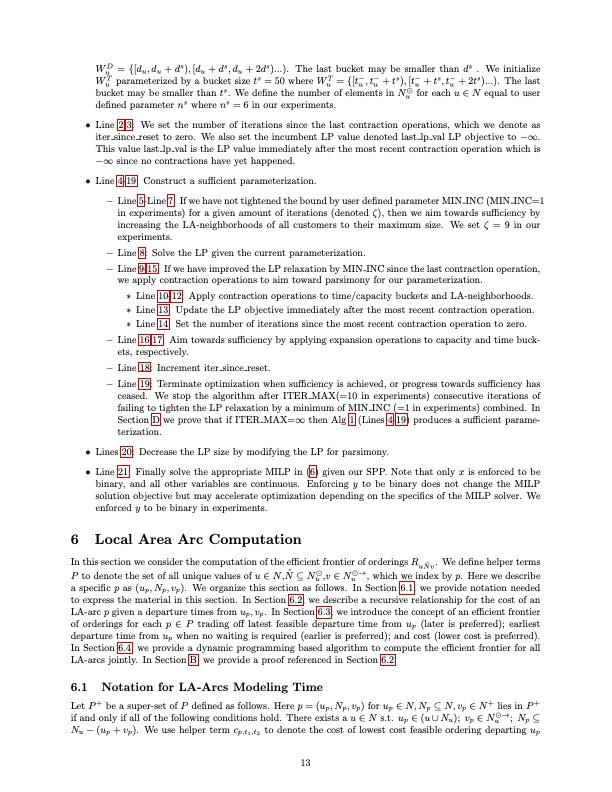 W_u^D = {[d_u, d_u + d^s), [d_u + d^s, d_u + 2d^s)...}. The last bucket may be smaller than d^s . We initialize
W_u^T parameterized by a bucket size t^s = 50 where W_u^T = {[t_u^-, t_u^- + t^s), [t_u^- + t^s, t_u^- + 2t^s)...). The last
bucket may be smaller than t^s. We define the number of elements in N_u^⊙ for each u ∈ N equal to user
defined parameter n^s where n^s = 6 in our experiments.
• Line 2-3: We set the number of iterations since the last contraction operations, which we denote as
iter_since_reset to zero. We also set the incumbent LP value denoted last_lp_val LP objective to −∞.
This value last_lp_val is the LP value immediately after the most recent contraction operation which is
−∞ since no contractions have yet happened.
• Line 4-19: Construct a sufficient parameterization.
– Line 5-Line 7: If we have not tightened the bound by user defined parameter MIN_INC (MIN_INC=1
in experiments) for a given amount of iterations (denoted ζ), then we aim towards sufficiency by
increasing the LA-neighborhoods of all customers to their maximum size. We set ζ = 9 in our
experiments.
– Line 8: Solve the LP given the current parameterization.
– Line 9-15: If we have improved the LP relaxation by MIN_INC since the last contraction operation,
we apply contraction operations to aim toward parsimony for our parameterization.
∗ Line 10-12: Apply contraction operations to time/capacity buckets and LA-neighborhoods.
∗ Line 13: Update the LP objective immediately after the most recent contraction operation.
∗ Line 14: Set the number of iterations since the most recent contraction operation to zero.
– Line 16-17: Aim towards sufficiency by applying expansion operations to capacity and time buck-
ets, respectively.
– Line 18: Increment iter_since_reset.
– Line 19: Terminate optimization when sufficiency is achieved, or progress towards sufficiency has
ceased. We stop the algorithm after ITER_MAX(=10 in experiments) consecutive iterations of
failing to tighten the LP relaxation by a minimum of MIN_INC (=1 in experiments) combined. In
Section D we prove that if ITER_MAX=∞ then Alg 1 (Lines 4-19) produces a sufficient parame-
terization.
• Lines 20: Decrease the LP size by modifying the LP for parsimony.
• Line 21: Finally solve the appropriate MILP in (6) given our SPP. Note that only x is enforced to be
binary, and all other variables are continuous. Enforcing y to be binary does not change the MILP
solution objective but may accelerate optimization depending on the specifics of the MILP solver. We
enforced y to be binary in experiments.
6 Local Area Arc Computation
In this section we consider the computation of the efficient frontier of orderings R_{uN̂v}. We define helper terms
P to denote the set of all unique values of u ∈ N,N̂ ⊆ N_u^⊙,v ∈ N_u^{⊙→}, which we index by p. Here we describe
a specific p as (u_p, N_p, v_p). We organize this section as follows. In Section 6.1, we provide notation needed
to express the material in this section. In Section 6.2, we describe a recursive relationship for the cost of an
LA-arc p given a departure times from u_p, v_p. In Section 6.3, we introduce the concept of an efficient frontier
of orderings for each p ∈ P trading off latest feasible departure time from u_p (later is preferred); earliest
departure time from u_p when no waiting is required (earlier is preferred); and cost (lower cost is preferred).
In Section 6.4, we provide a dynamic programming based algorithm to compute the efficient frontier for all
LA-arcs jointly. In Section B, we provide a proof referenced in Section 6.2
6.1 Notation for LA-Arcs Modeling Time
Let P^+ be a super-set of P defined as follows. Here p = (u_p, N_p, v_p) for u_p ∈ N, N_p ⊆ N, v_p ∈ N^+ lies in P^+
if and only if all of the following conditions hold. There exists a u ∈ N s.t. u_p ∈ (u ∪ N_u); v_p ∈ N_u^{⊙→}; N_p ⊆
N_u − (u_p + v_p). We use helper term c_{p,t_1,t_2} to denote the cost of lowest cost feasible ordering departing u_p
13